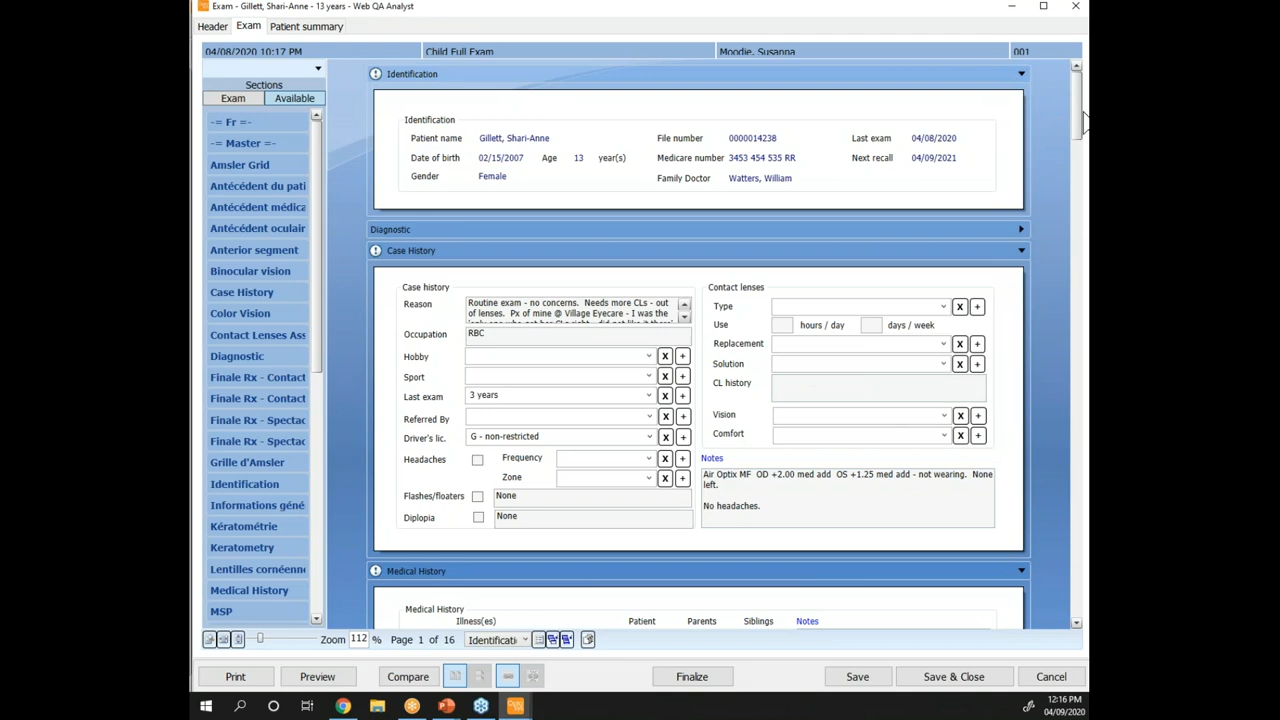 Exam - Gillett, Shari-Anne - 13 years - Web QA Analyst
Header Exam Patient summary
04/08/2020 10:17 PM Child Full Exam Moodie, Susanna 001
Sections
Exam Available
-= Fr =-
-= Master =-
Amsler Grid
Antécédent du pati
Antécédent médica
Antécédent oculair
Anterior segment
Binocular vision
Case History
Color Vision
Contact Lenses Ass
Diagnostic
Finale Rx - Contact
Finale Rx - Contact
Finale Rx - Spectac
Finale Rx - Spectac
Grille d'Amsler
Identification
Informations géné
Kératométrie
Keratometry
Lentilles cornéenne
Medical History
MSP
Identification
Identification
Patient name Gillett, Shari-Anne File number 0000014238 Last exam 04/08/2020
Date of birth 02/15/2007 Age 13 year(s) Medicare number 3453 454 535 RR Next recall 04/09/2021
Gender Female Family Doctor Watters, William
Diagnostic
Case History
Case history
Reason Routine exam - no concerns. Needs more CLs - out
of lenses. Px of mine @ Village Eyecare - I was the
Occupation RBC
Hobby X +
Sport X +
Last exam 3 years X +
Referred By X +
Driver's lic. G - non-restricted X +
Headaches Frequency X +
Zone X +
Flashes/floaters None
Diplopia None
Contact lenses
Type X +
Use hours / day days / week
Replacement X +
Solution X +
CL history
Vision X +
Comfort X +
Notes
Air Optix MF OD +2.00 med add OS +1.25 med add - not wearing. None
left.
No headaches.
Medical History
Medical History
Illness(es) Patient Parents Siblings Notes
Zoom 112 % Page 1 of 16 Identificati
Print Preview Compare Finalize Save Save & Close Cancel
12:16 PM
04/09/2020